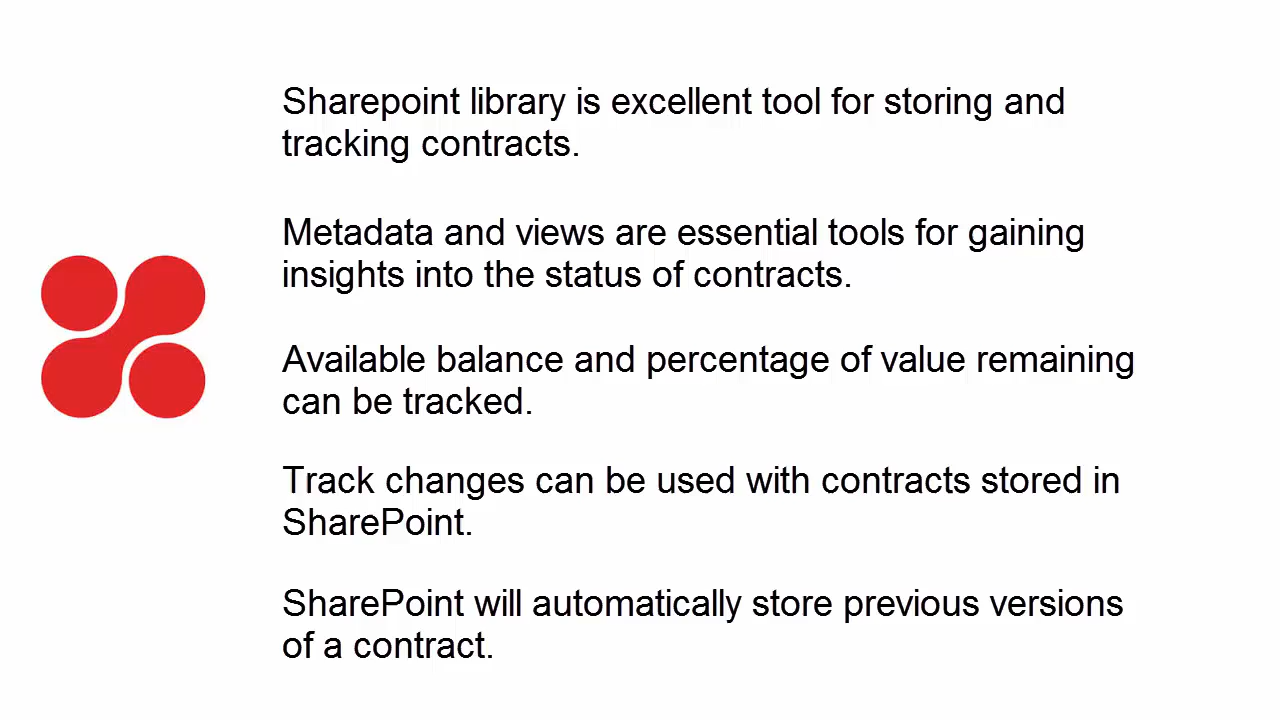 Sharepoint library is excellent tool for storing and
tracking contracts.
Metadata and views are essential tools for gaining
insights into the status of contracts.
Available balance and percentage of value remaining
can be tracked.
Track changes can be used with contracts stored in
SharePoint.
SharePoint will automatically store previous versions
of a contract.